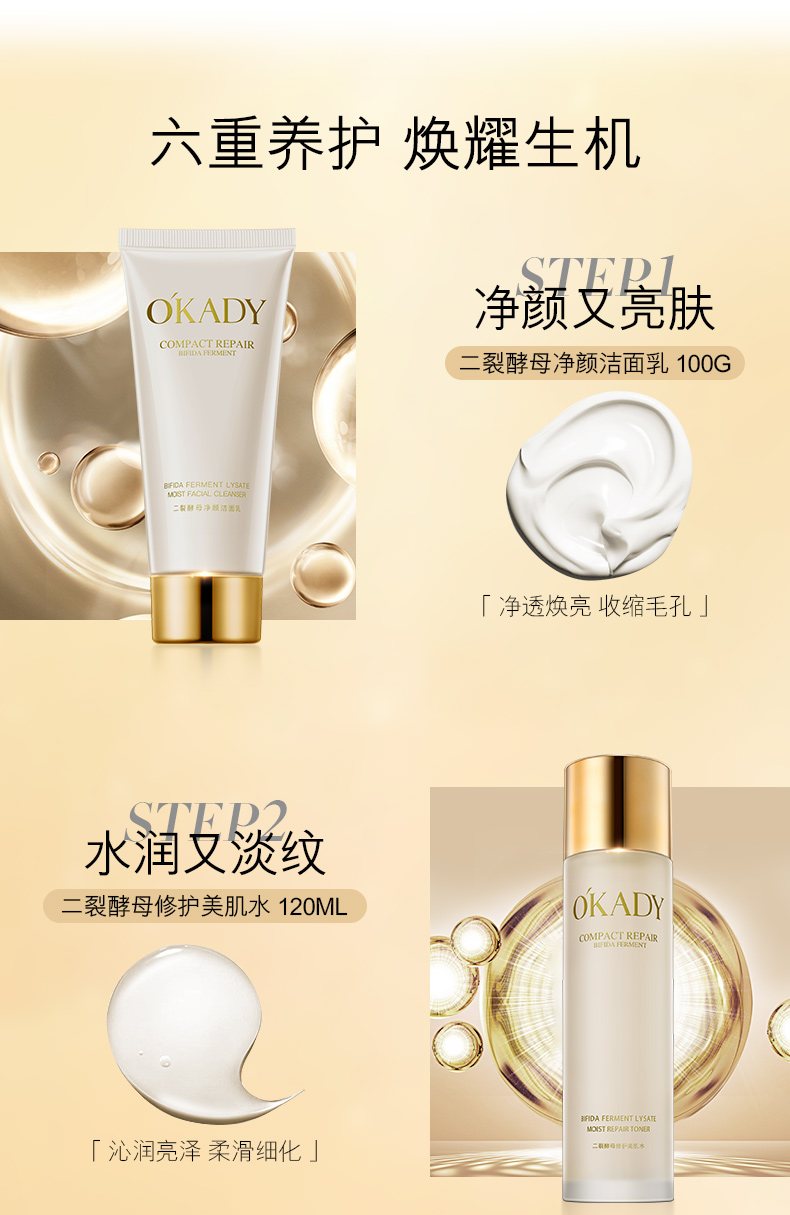 六重养护 焕耀生机
O'KADY
COMPACT REPAIR
BIFIDA FERMENT
BIFIDA FERMENT LYSATE
MOST FACIAL CLEANSER
二裂酵母净颜洁面乳
STEP1
净颜又亮肤
二裂酵母净颜洁面乳 100G
「 净透焕亮 收缩毛孔 」
STEP2
水润又淡纹
二裂酵母修护美肌水 120ML
「 沁润亮泽 柔滑细化 」
O'KADY
COMPACT REPAIR
BIFIDA FERMENT
BIFIDA FERMENT LYSATE
MOIST REPAIR TONER
二裂酵母修护美肌水